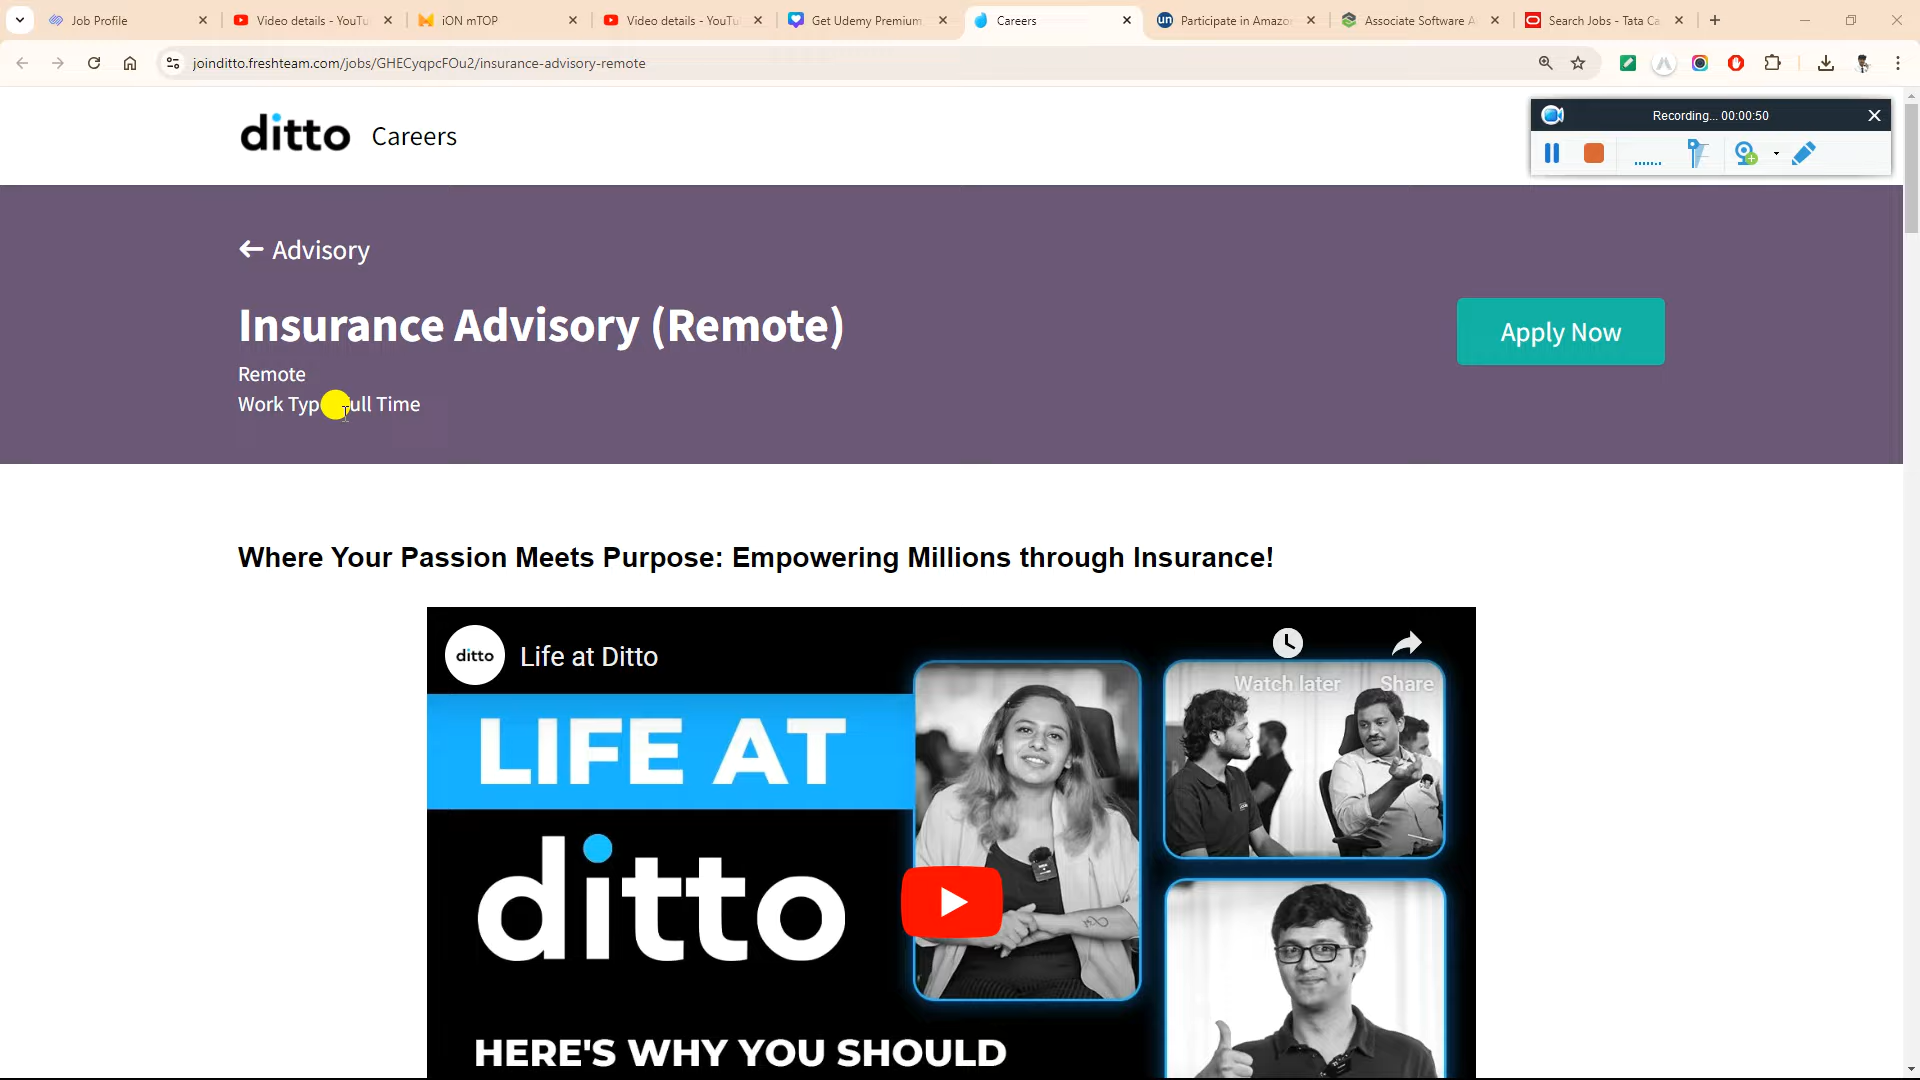 Job Profile
Video details - YouTu
iON mTOP
Video details - YouTu
Get Udemy Premium
Careers
Participate in Amazo
Associate Software A
Search Jobs - Tata Ca
joinditto.freshteam.com/jobs/GHECyqpcFOu2/insurance-advisory-remote
Recording... 00:00:50
ditto Careers
← Advisory
Insurance Advisory (Remote)
Apply Now
Remote
Work Typ ull Time
Where Your Passion Meets Purpose: Empowering Millions through Insurance!
ditto
Life at Ditto
Watch later
Share
LIFE AT
ditto
HERE'S WHY YOU SHOULD